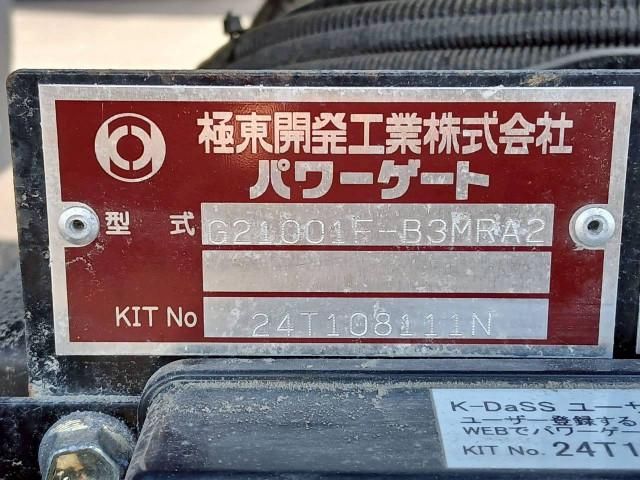 極東開発工業株式会社
パワーゲート
型式 G21001F-B3MRA2
KIT No 24T108111N
K-DaSS ユーサ
ユーザー登録する
WEBでパワーゲー
KIT No. 24T1